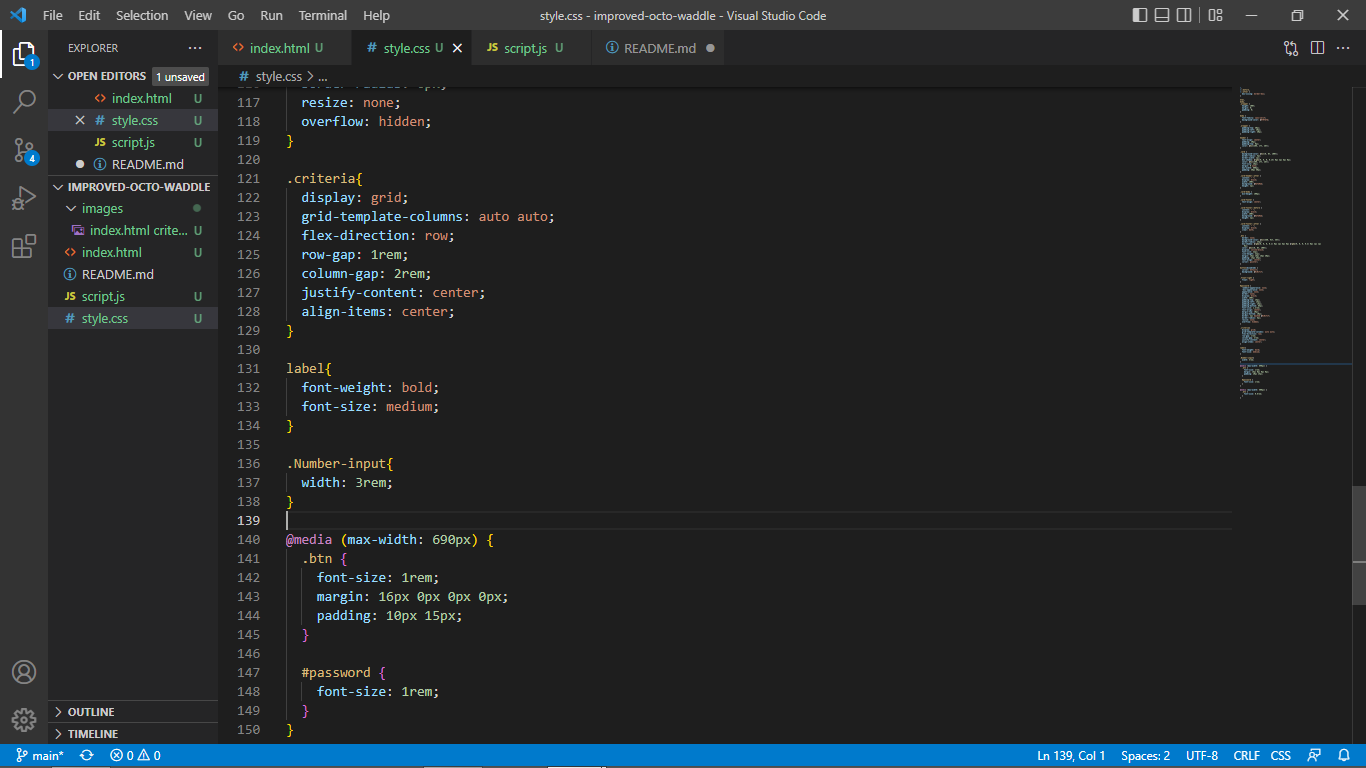 File Edit Selection View Go Run Terminal Help
style.css - improved-octo-waddle - Visual Studio Code
EXPLORER ...
index.html U
# style.css U
JS script.js U
README.md
# style.css > ...
OPEN EDITORS 1 unsaved
index.html U
# style.css U
JS script.js U
README.md
IMPROVED-OCTO-WADDLE
images
index.html crite... U
index.html U
README.md
JS script.js U
# style.css U
OUTLINE
TIMELINE
1
4
117 resize: none;
118 overflow: hidden;
119 }
120
121 .criteria{
122 display: grid;
123 grid-template-columns: auto auto;
124 flex-direction: row;
125 row-gap: 1rem;
126 column-gap: 2rem;
127 justify-content: center;
128 align-items: center;
129 }
130
131 label{
132 font-weight: bold;
133 font-size: medium;
134 }
135
136 .Number-input{
137 width: 3rem;
138 }
139
140 @media (max-width: 690px) {
141 .btn {
142 font-size: 1rem;
143 margin: 16px 0px 0px 0px;
144 padding: 10px 15px;
145 }
146
147 #password {
148 font-size: 1rem;
149 }
150 }
main* 0 0 Ln 139, Col 1 Spaces: 2 UTF-8 CRLF CSS